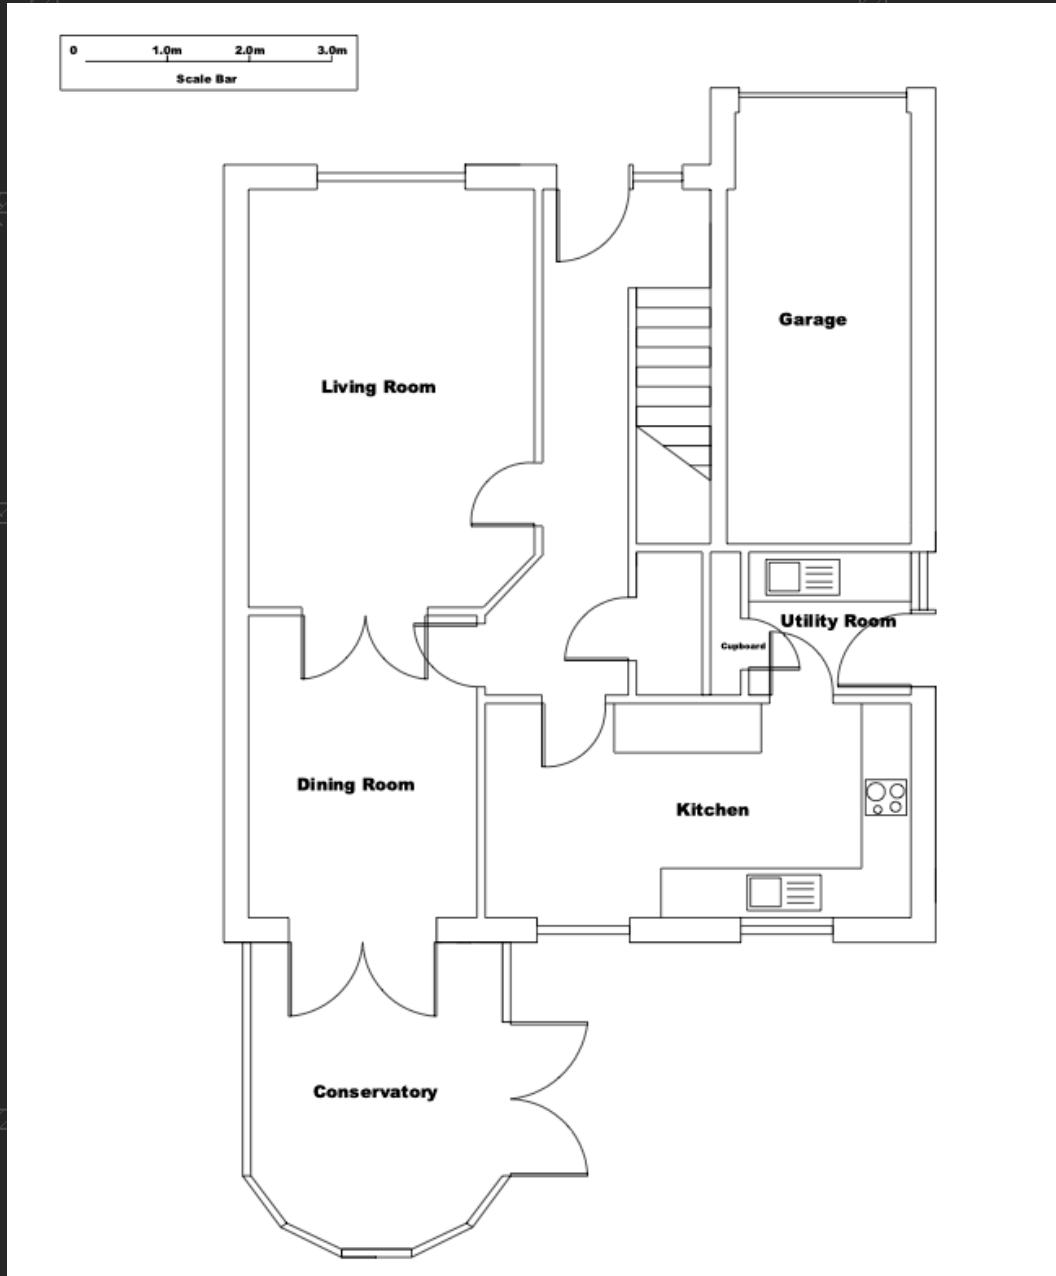 0 1.0m 2.0m 3.0m
Scale Bar
Garage
Living Room
Utility Room
Cupboard
Dining Room
Kitchen
Conservatory